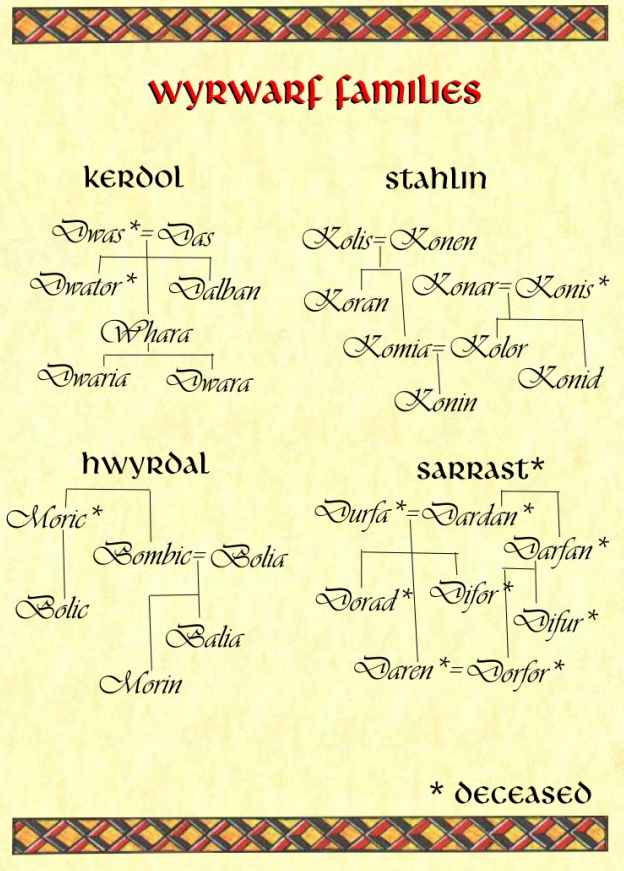 wyrwarf families
kerdol
Dwas*=Das
Dwator* Dalban
Whara
Dwaria Dwara
stahlin
Kolis=Konen
Koran Konar=Konis*
Komia=Kolor
Konid
Konin
hwyrdal
Moric*
Bombic=Bolia
Bolic
Balia
Morin
sarrast*
Durfa*=Dardan*
Darfan*
Dorad* Difor*
Difur*
Daren*=Dorfor*
* deceased